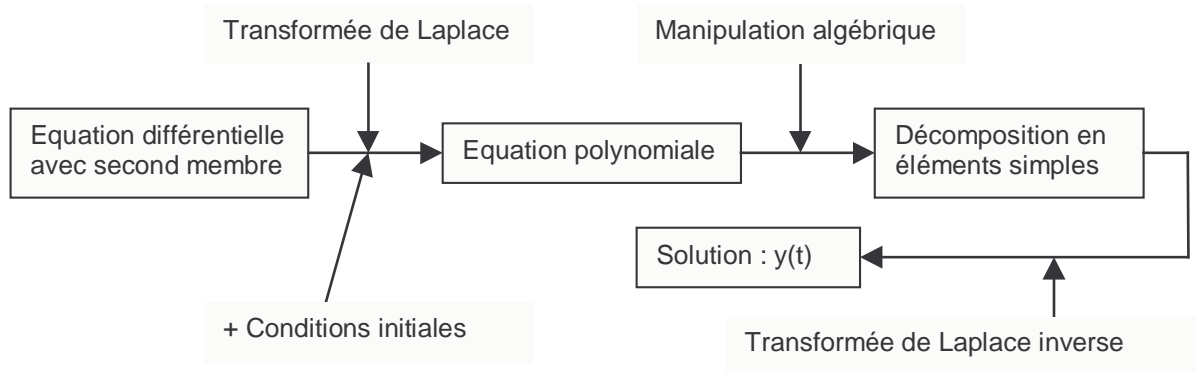 Transformée de Laplace
Manipulation algébrique
Equation différentielle
avec second membre
Equation polynomiale
Décomposition en
éléments simples
Solution : y(t)
+ Conditions initiales
Transformée de Laplace inverse